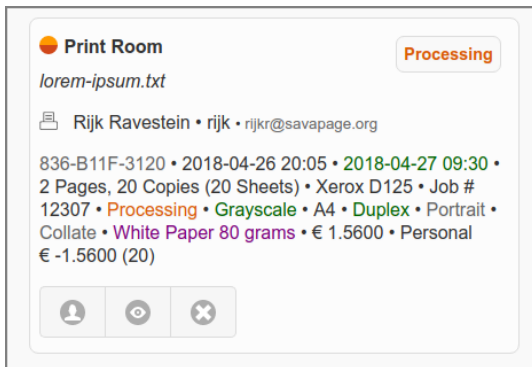 Print Room
Processing
lorem-ipsum.txt
Rijk Ravestein • rijk • rijkr@savapage.org
836-B11F-3120 • 2018-04-26 20:05 • 2018-04-27 09:30 •
2 Pages, 20 Copies (20 Sheets) • Xerox D125 • Job #
12307 • Processing • Grayscale • A4 • Duplex • Portrait •
Collate • White Paper 80 grams • € 1.5600 • Personal
€ -1.5600 (20)